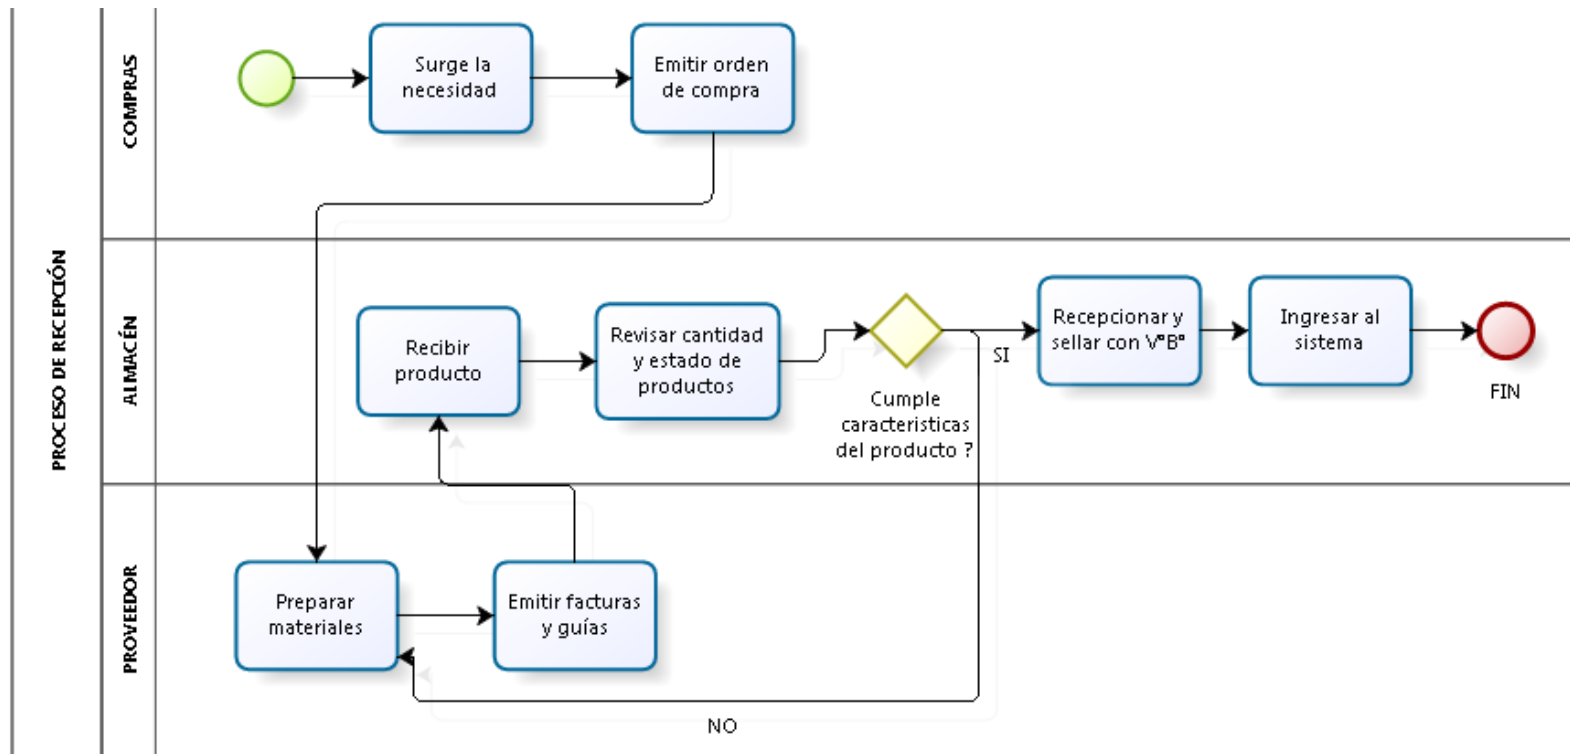 PROCESO DE RECEPCIÓN
COMPRAS
Surge la
necesidad
Emitir orden
de compra
ALMACÉN
Recibir
producto
Revisar cantidad
y estado de
productos
Cumple
caracteristicas
del producto ?
SI
Recepcionar y
sellar con V°B°
Ingresar al
sistema
FIN
PROVEEDOR
Preparar
materiales
Emitir facturas
y guías
NO